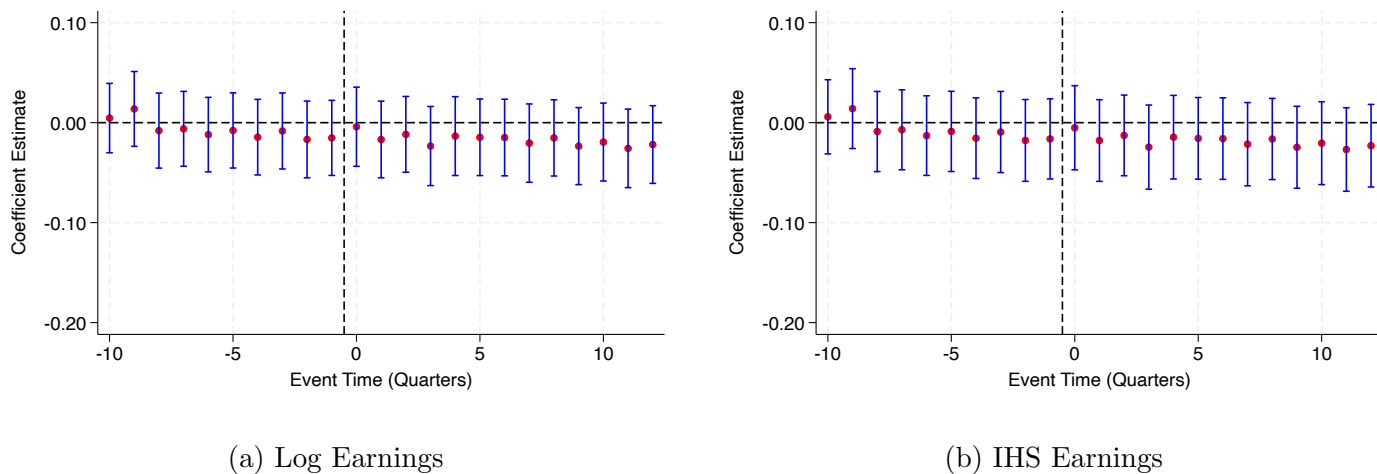 0.10
0.00
-0.10
-0.20
Coefficient Estimate
-10 -5 0 5 10
Event Time (Quarters)
(a) Log Earnings
0.10
0.00
-0.10
-0.20
Coefficient Estimate
-10 -5 0 5 10
Event Time (Quarters)
(b) IHS Earnings